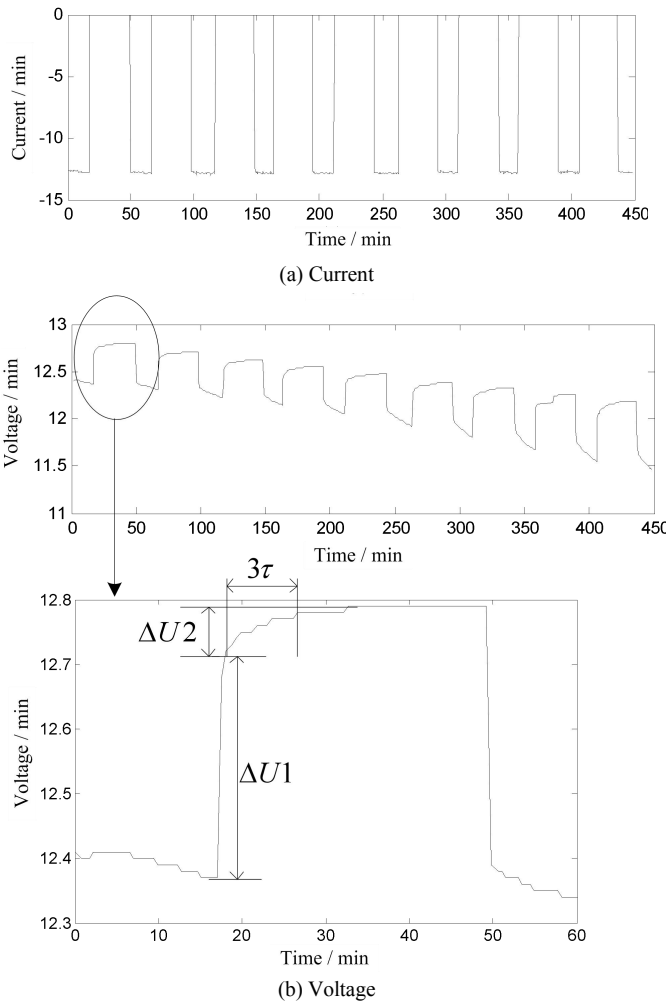 0
-5
-10
-15
Current / min
0 50 100 150 200 250 300 350 400 450
Time / min
(a) Current
13
12.5
12
11.5
11
Voltage / min
0 50 100 150 200 250 300 350 400 450
Time / min
3τ
12.8
12.7
12.6
12.5
12.4
12.3
ΔU2
ΔU1
Voltage / min
0 10 20 30 40 50 60
Time / min
(b) Voltage